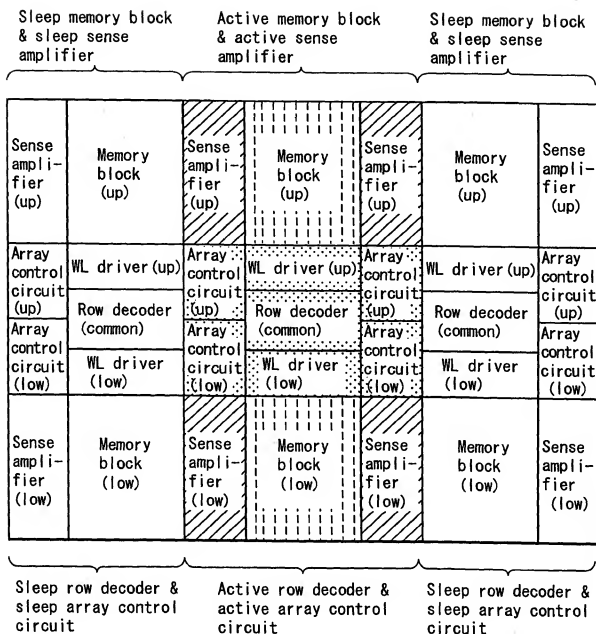 Sleep memory block
& sleep sense
amplifier
Active memory block
& active sense
amplifier
Sleep memory block
& sleep sense
amplifier
Sense
ampli-
fier
(up)
Memory
block
(up)
Sense
ampli-
fier
(up)
Memory
block
(up)
Sense
ampli-
fier
(up)
Memory
block
(up)
Sense
ampli-
fier
(up)
Array
control
circuit
(up)
WL driver(up)
Array
control
circuit
(up)
WL driver(up)
Array
control
circuit
(up)
WL driver(up)
Array
control
circuit
(up)
Row decoder
(common)
Row decoder
(common)
Row decoder
(common)
Array
control
circuit
(low)
WL driver
(low)
Array
control
circuit
(low)
WL driver
(low)
Array
control
circuit
(low)
WL driver
(low)
Array
control
circuit
(low)
Sense
ampli-
fier
(low)
Memory
block
(low)
Sense
ampli-
fier
(low)
Memory
block
(low)
Sense
ampli-
fier
(low)
Memory
block
(low)
Sense
ampli-
fier
(low)
Sleep row decoder &
sleep array control
circuit
Active row decoder &
active array control
circuit
Sleep row decoder &
sleep array control
circuit